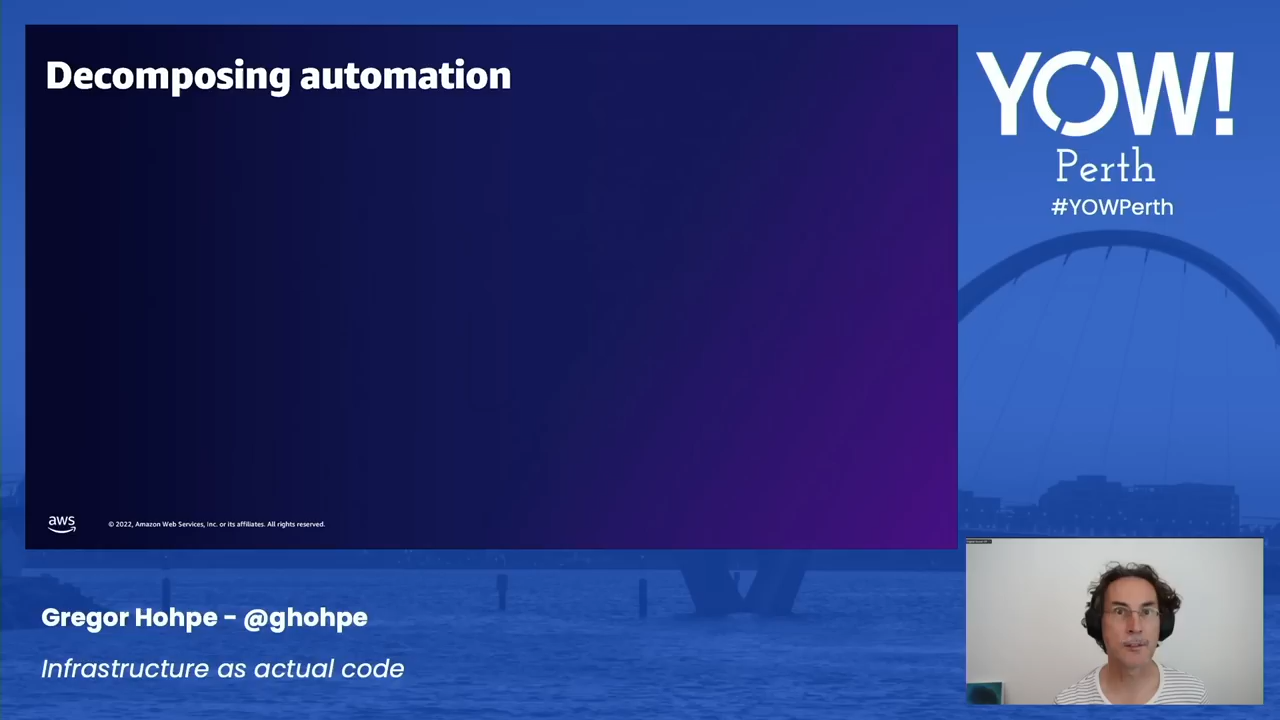 Decomposing automation
aws
© 2022, Amazon Web Services, Inc. or its affiliates. All rights reserved.
YOW!
Perth
#YOWPerth
Gregor Hohpe - @ghohpe
Infrastructure as actual code